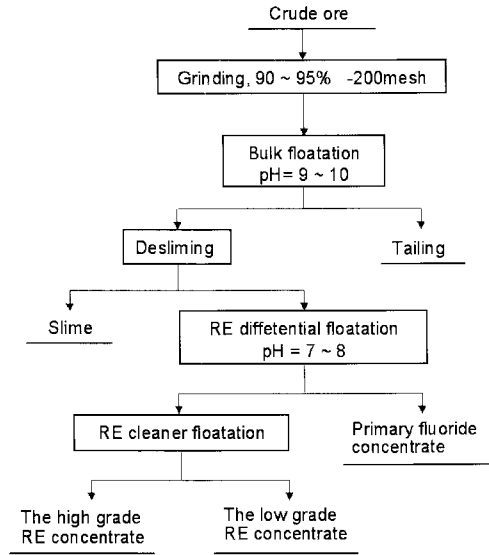 Crude ore
Grinding, 90 ~ 95% -200mesh
Bulk floatation
pH= 9 ~ 10
Desliming
Tailing
Slime
RE diffetential floatation
pH = 7 ~ 8
RE cleaner floatation
Primary fluoride
concentrate
The high grade
RE concentrate
The low grade
RE concentrate